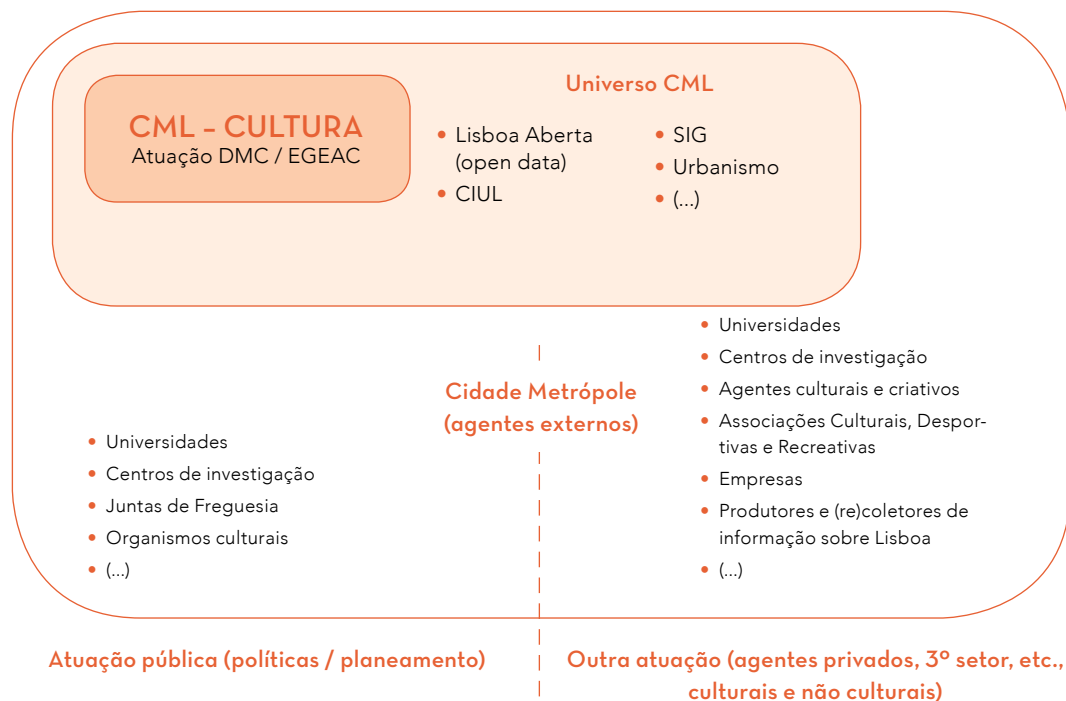 Universo CML
CML – CULTURA
Atuação DMC / EGEAC
• Lisboa Aberta
(open data)
• CIUL
• SIG
• Urbanismo
• (...)
Cidade Metrópole
(agentes externos)
• Universidades
• Centros de investigação
• Juntas de Freguesia
• Organismos culturais
• (...)
• Universidades
• Centros de investigação
• Agentes culturais e criativos
• Associações Culturais, Despor-
tivas e Recreativas
• Empresas
• Produtores e (re)coletores de
informação sobre Lisboa
• (...)
Atuação pública (políticas / planeamento)
Outra atuação (agentes privados, 3º setor, etc.,
culturais e não culturais)